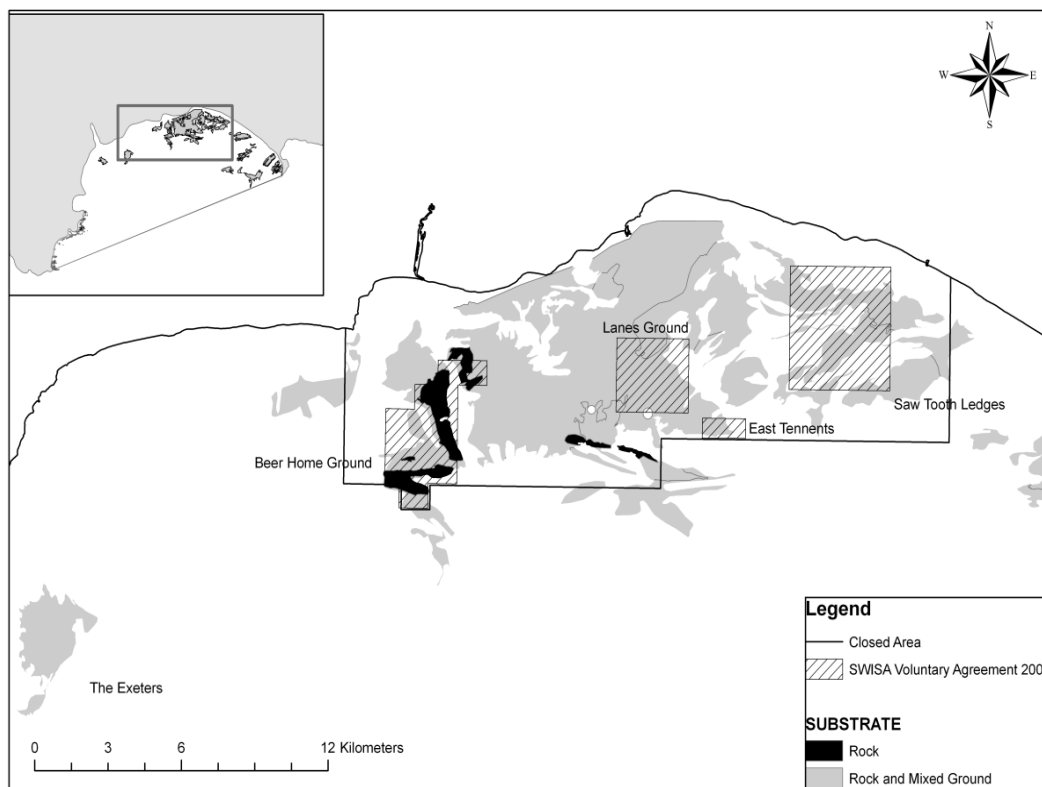 N
W
E
S
Lanes Ground
Saw Tooth Ledges
East Tennents
Beer Home Ground
The Exeters
0 3 6 12 Kilometers
Legend
Closed Area
SWISA Voluntary Agreement 200
SUBSTRATE
Rock
Rock and Mixed Ground